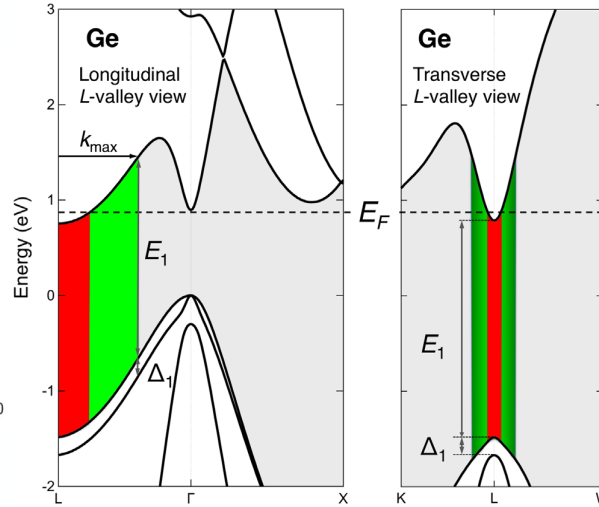 Ge
Longitudinal
L-valley view
k_max
E_1
Δ_1
Energy (eV)
3
2
1
0
-1
-2
L
Γ
X
E_F
Ge
Transverse
L-valley view
E_1
Δ_1
K
L
0